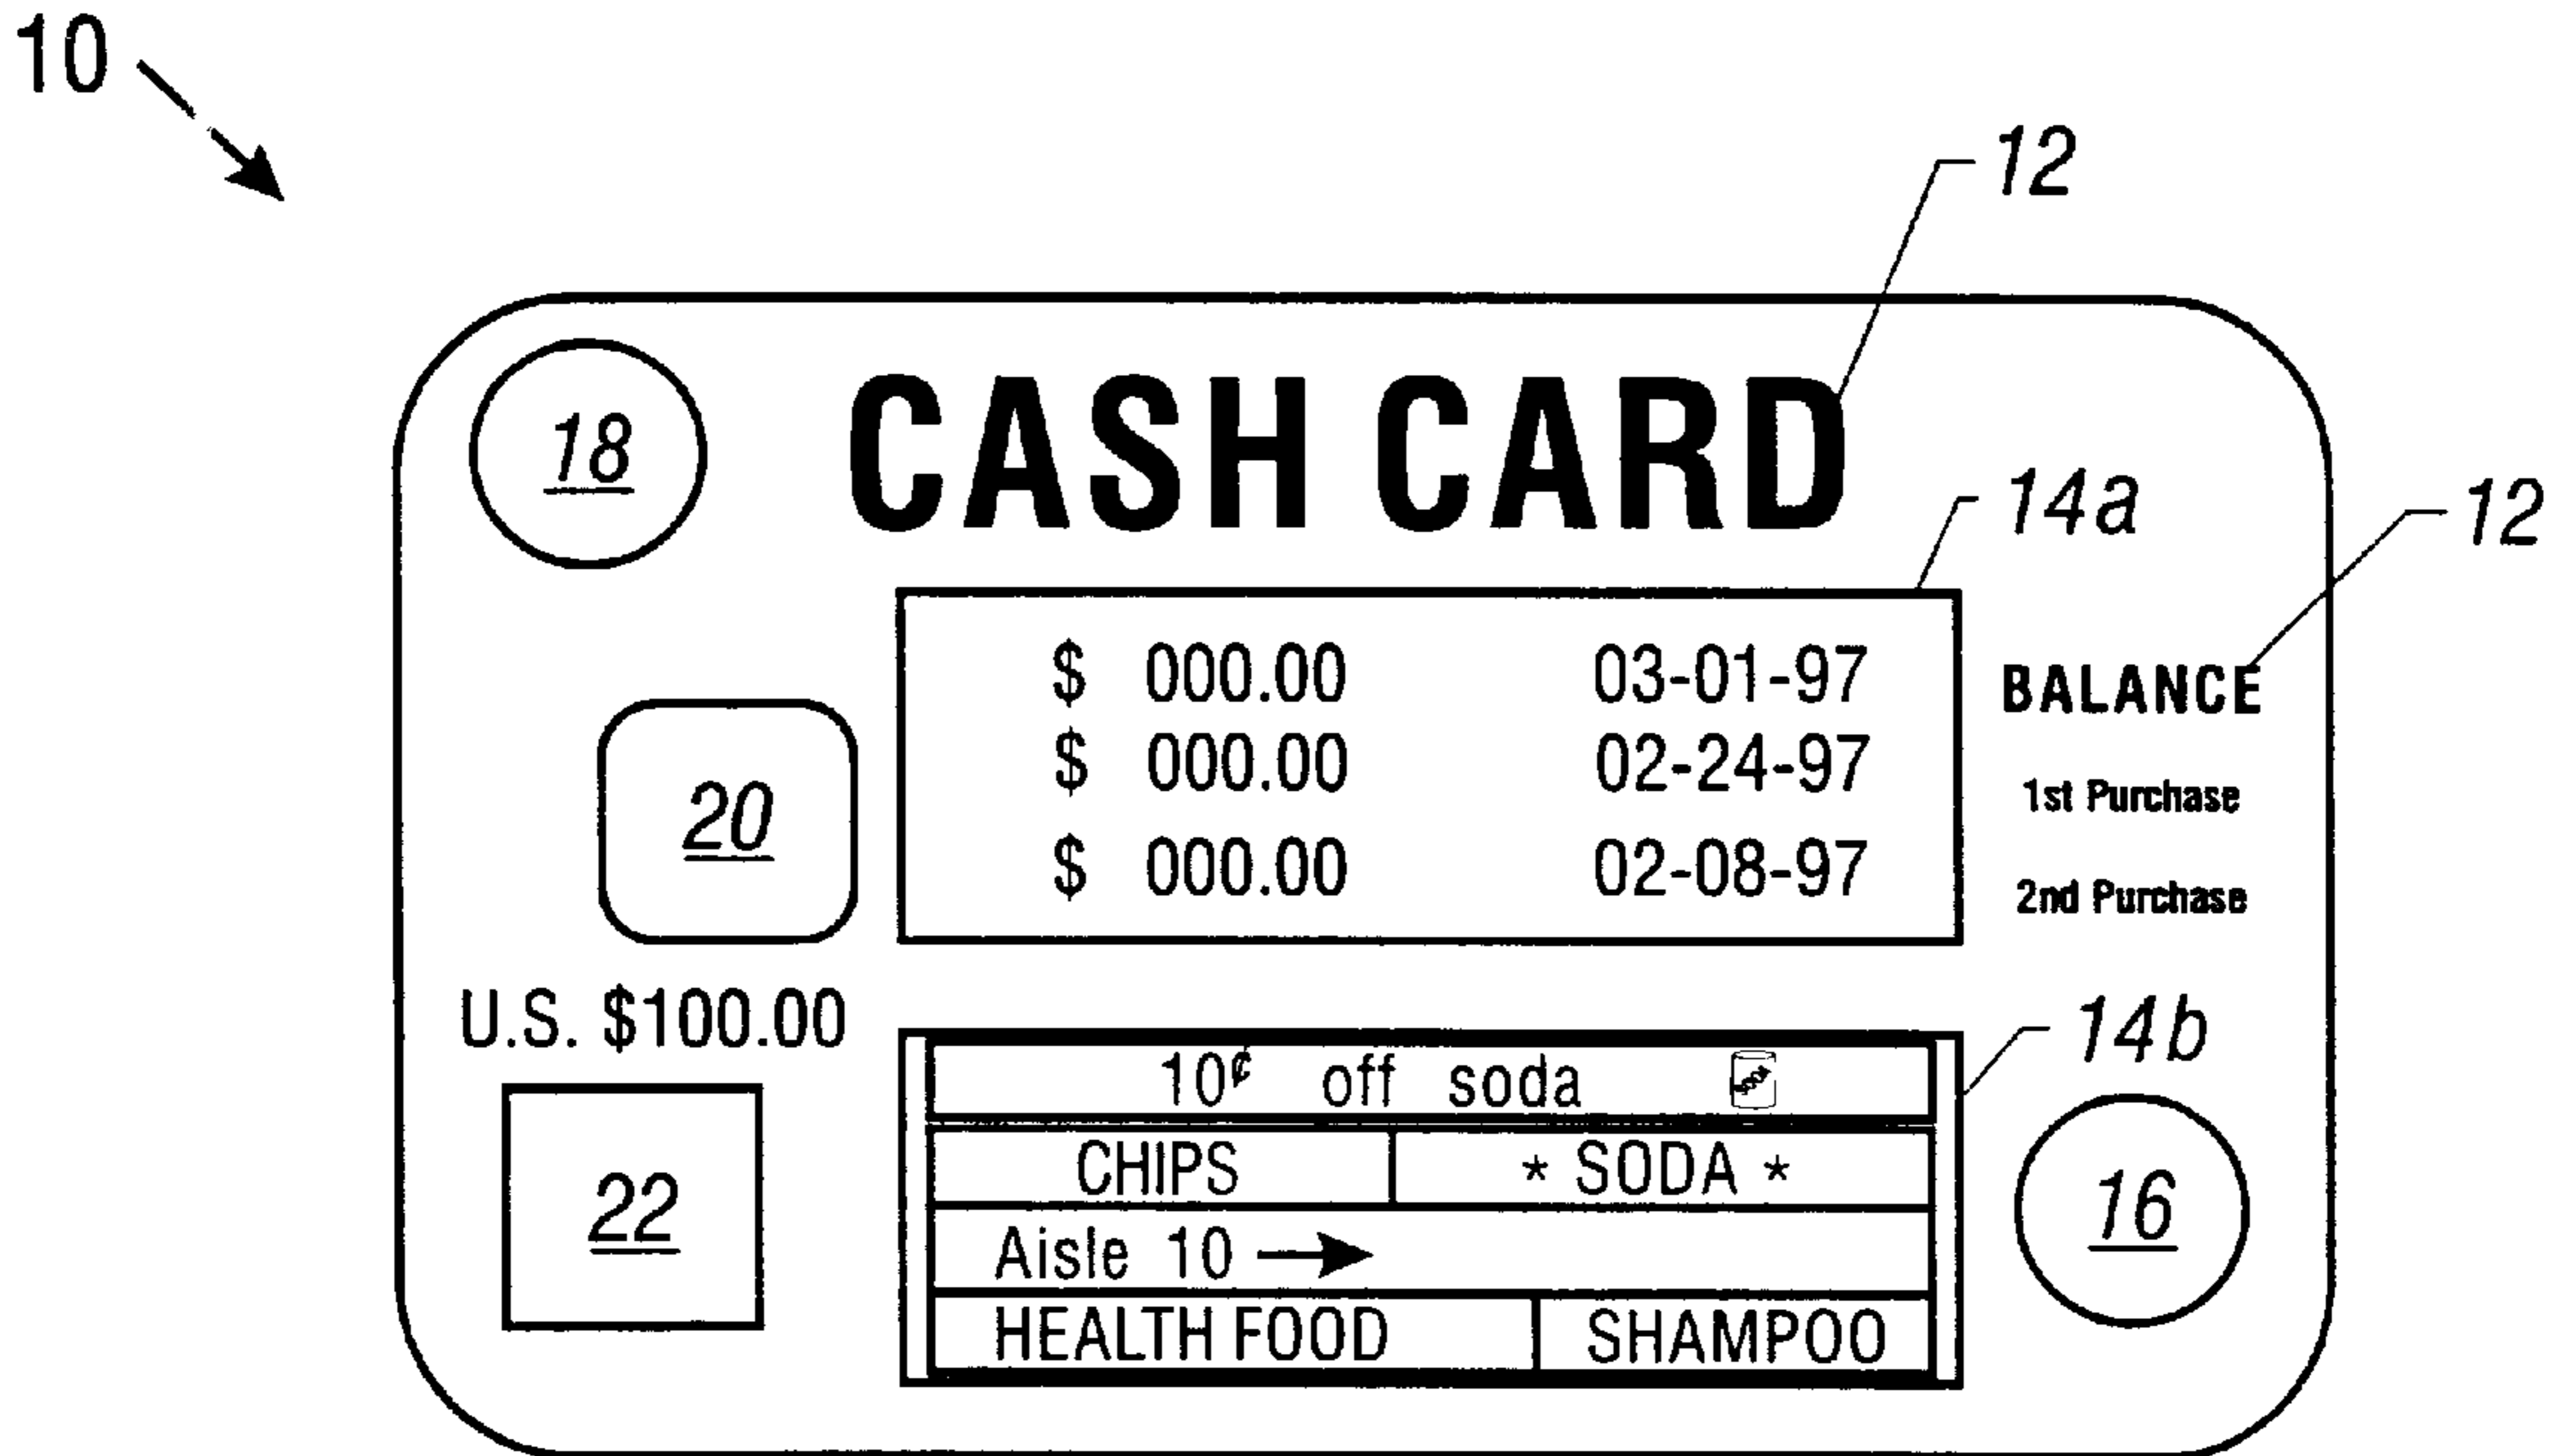 10
12
18
CASH CARD
14a
12
$ 000.00 03-01-97 BALANCE
$ 000.00 02-24-97 1st Purchase
$ 000.00 02-08-97 2nd Purchase
20
U.S. $100.00
14b
10¢ off soda SODA
CHIPS * SODA *
Aisle 10
HEALTH FOOD SHAMPOO
22
16